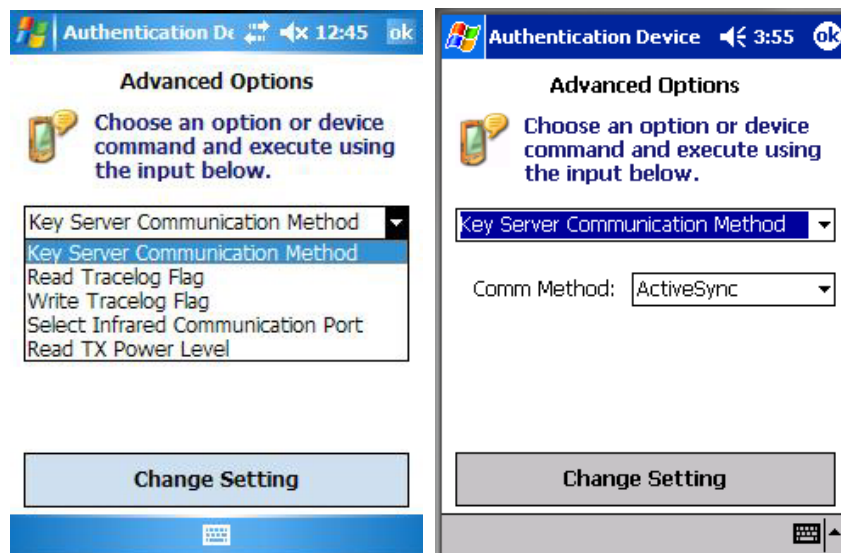 Authentication De 12:45 ok
Advanced Options
Choose an option or device
command and execute using
the input below.
Key Server Communication Method
Key Server Communication Method
Read Tracelog Flag
Write Tracelog Flag
Select Infrared Communication Port
Read TX Power Level
Change Setting
Authentication Device 3:55 ok
Advanced Options
Choose an option or device
command and execute using
the input below.
Key Server Communication Method
Comm Method: ActiveSync
Change Setting